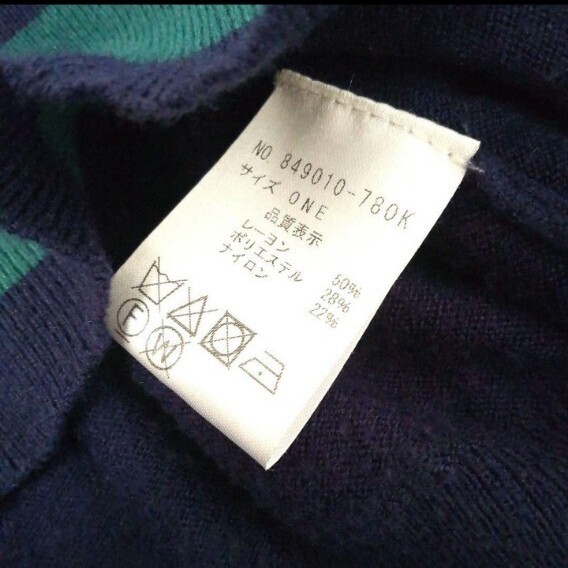 NO. 849010-780K
サイズ ONE
品質表示
レーヨン 50%
ポリエステル 28%
ナイロン 22%
F W